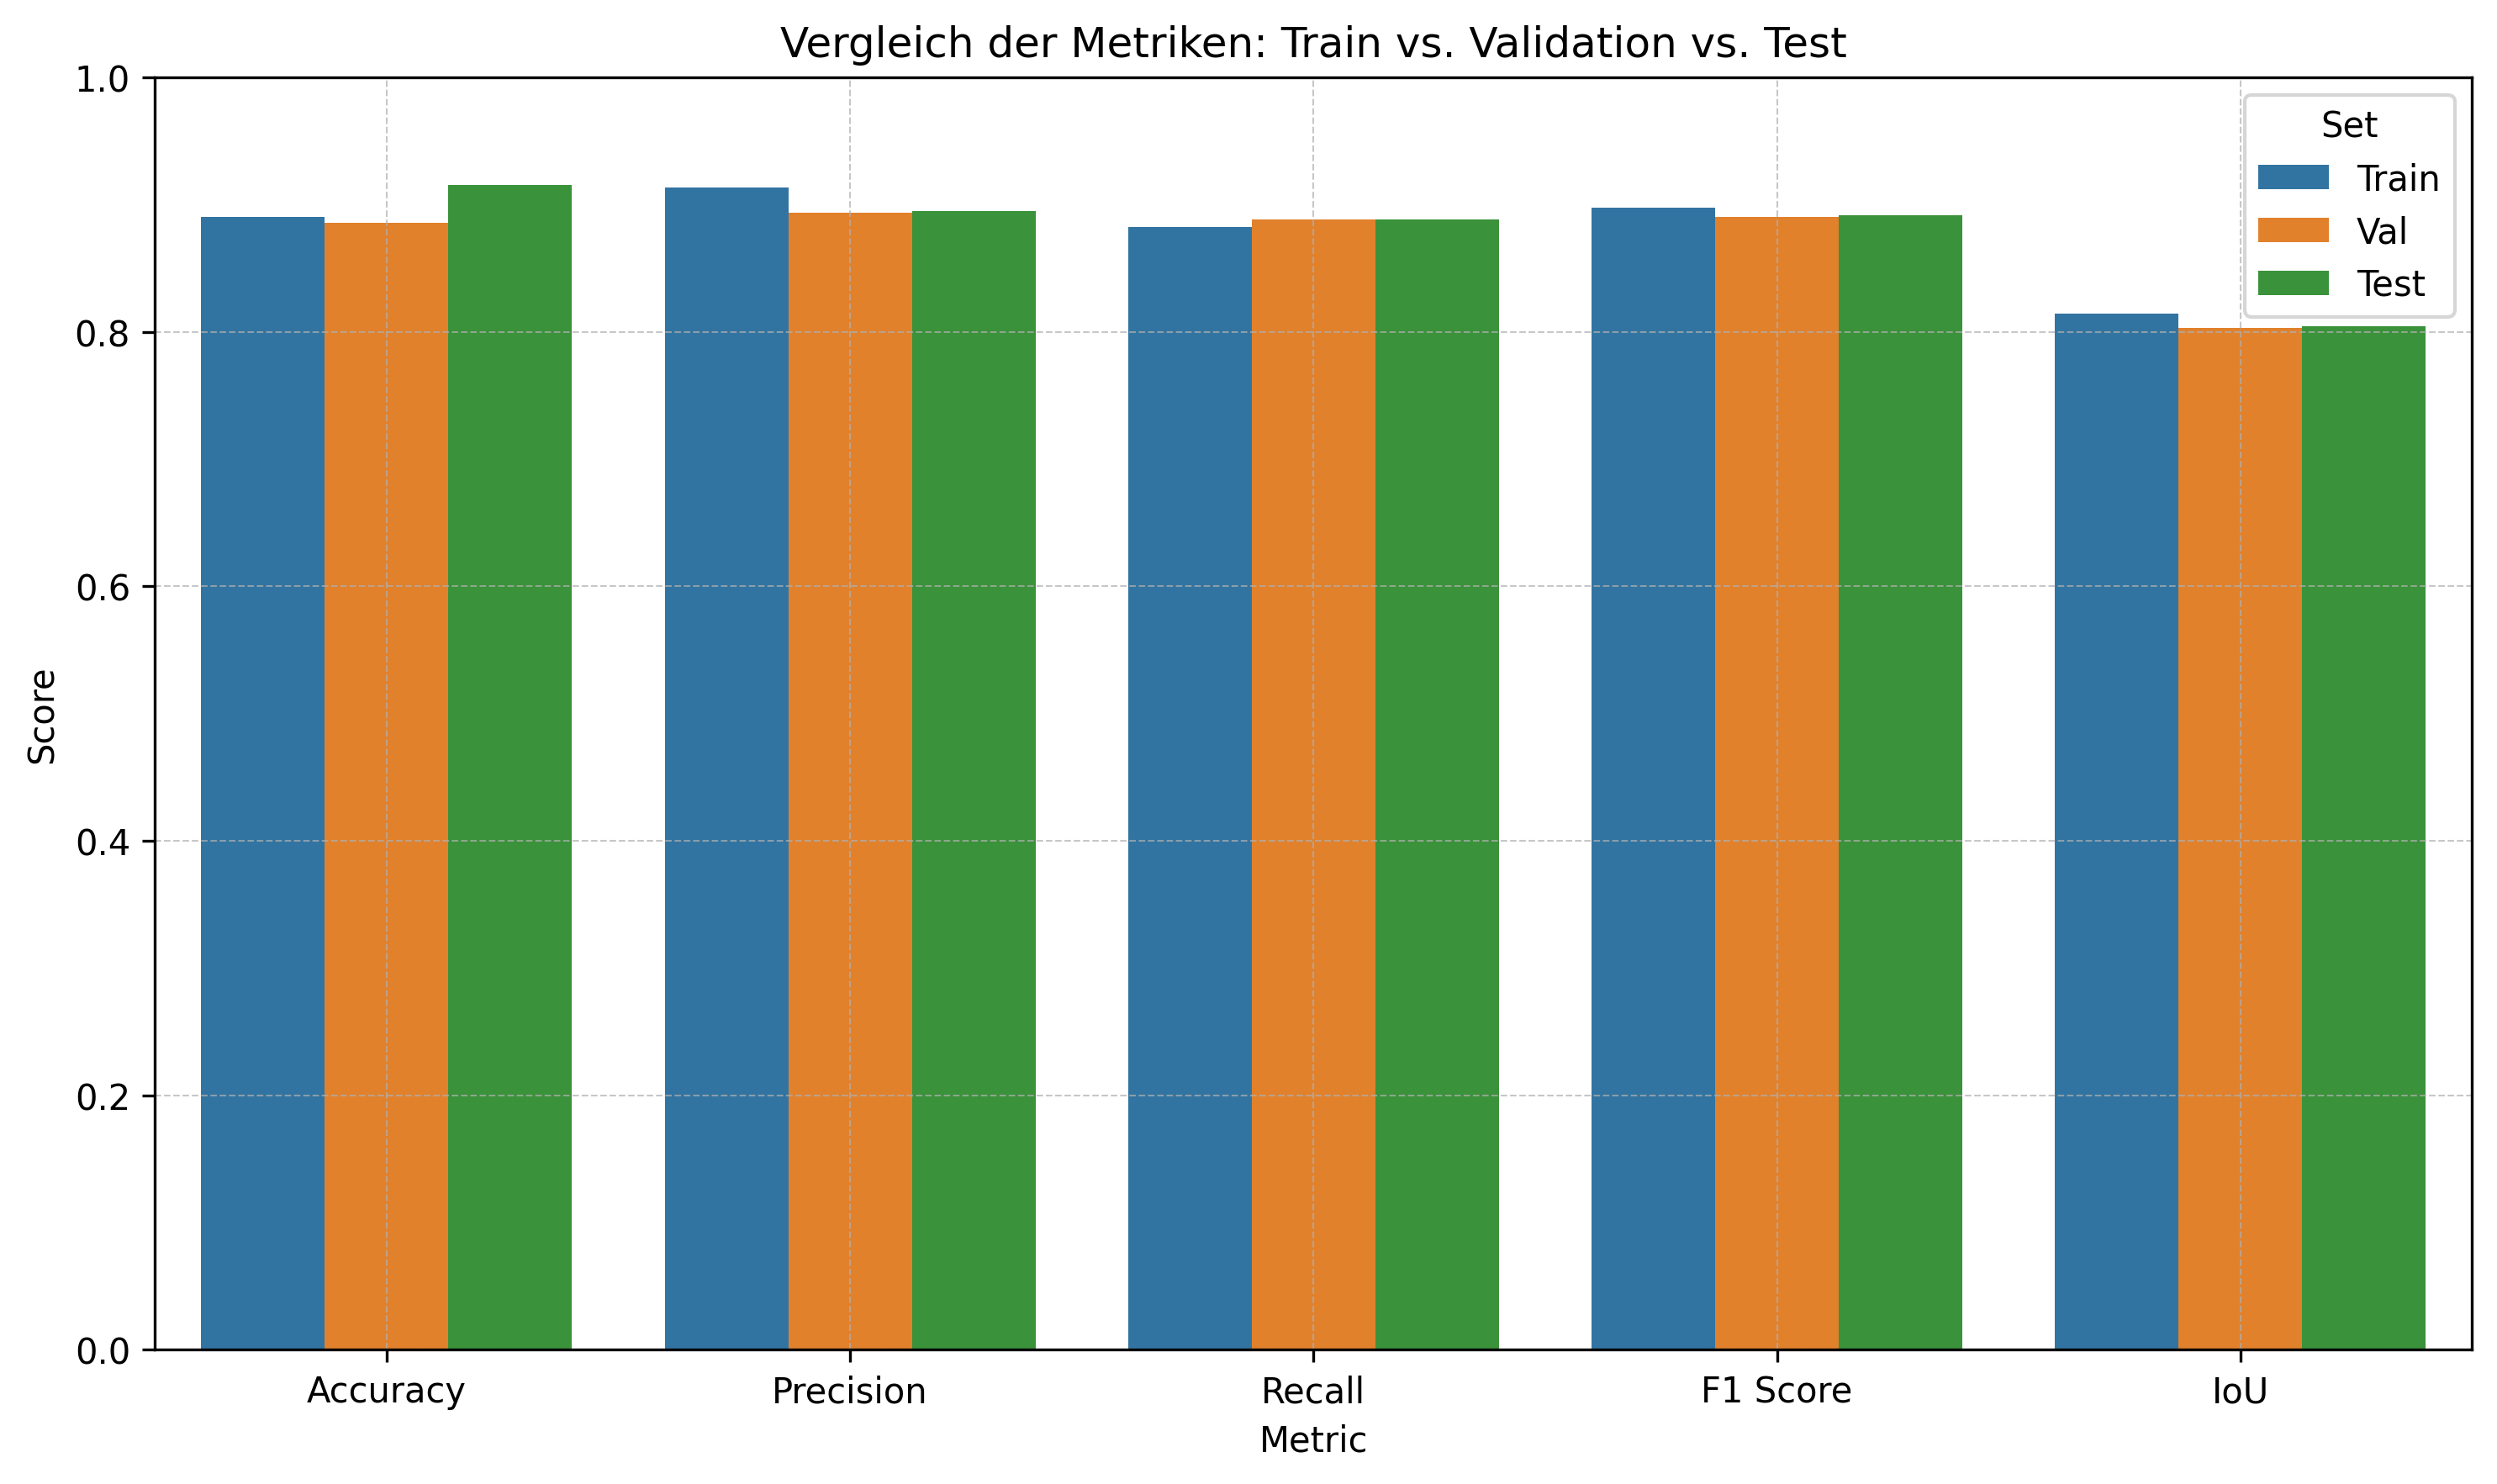 Vergleich der Metriken: Train vs. Validation vs. Test
1.0
0.8
0.6
0.4
0.2
0.0
Score
Set
Train
Val
Test
Accuracy
Precision
Recall
F1 Score
IoU
Metric